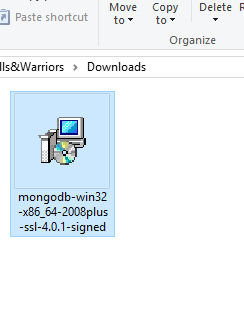 Paste shortcut
Move
to
Copy
to
Delete
Re
Organize
lls&Warriors > Downloads
mongodb-win32
-x86_64-2008plus
-ssl-4.0.1-signed